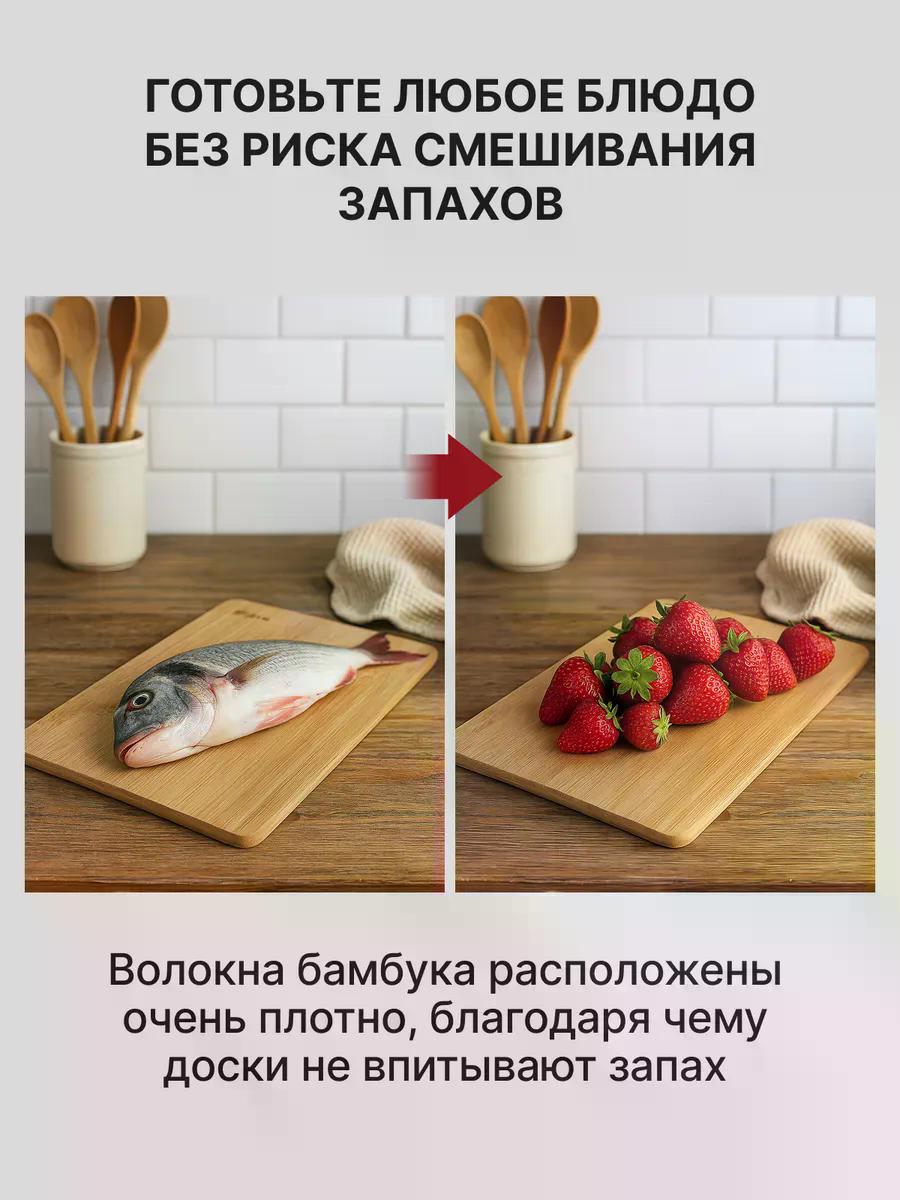 ГОТОВЬТЕ ЛЮБОЕ БЛЮДО
БЕЗ РИСКА СМЕШИВАНИЯ
ЗАПАХОВ
Волокна бамбука расположены
очень плотно, благодаря чему
доски не впитывают запах